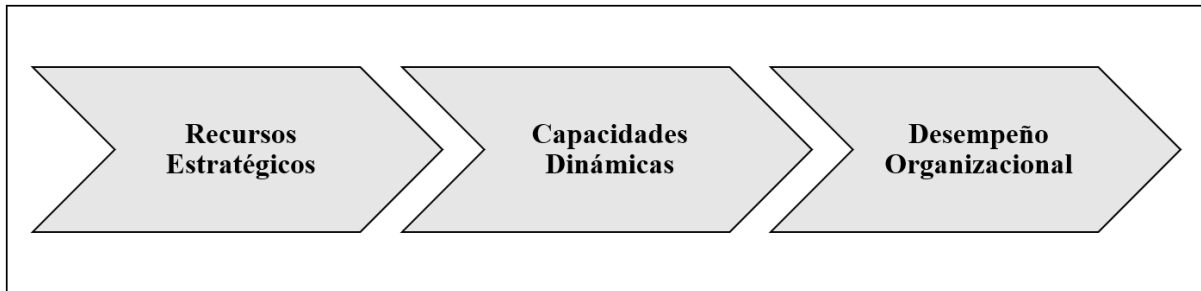 Recursos
Estratégicos
Capacidades
Dinámicas
Desempeño
Organizacional